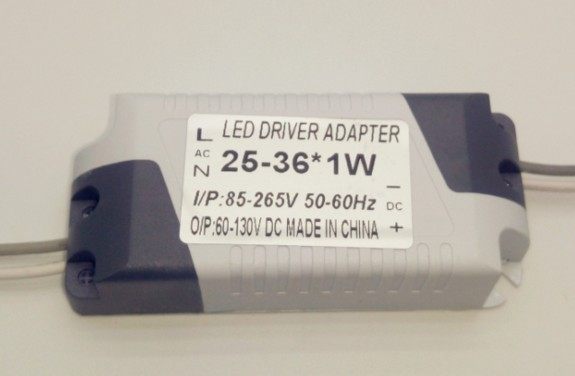 L LED DRIVER ADAPTER
AC 25-36*1W
N −
I/P:85-265V 50-60Hz DC
O/P:60-130V DC MADE IN CHINA +